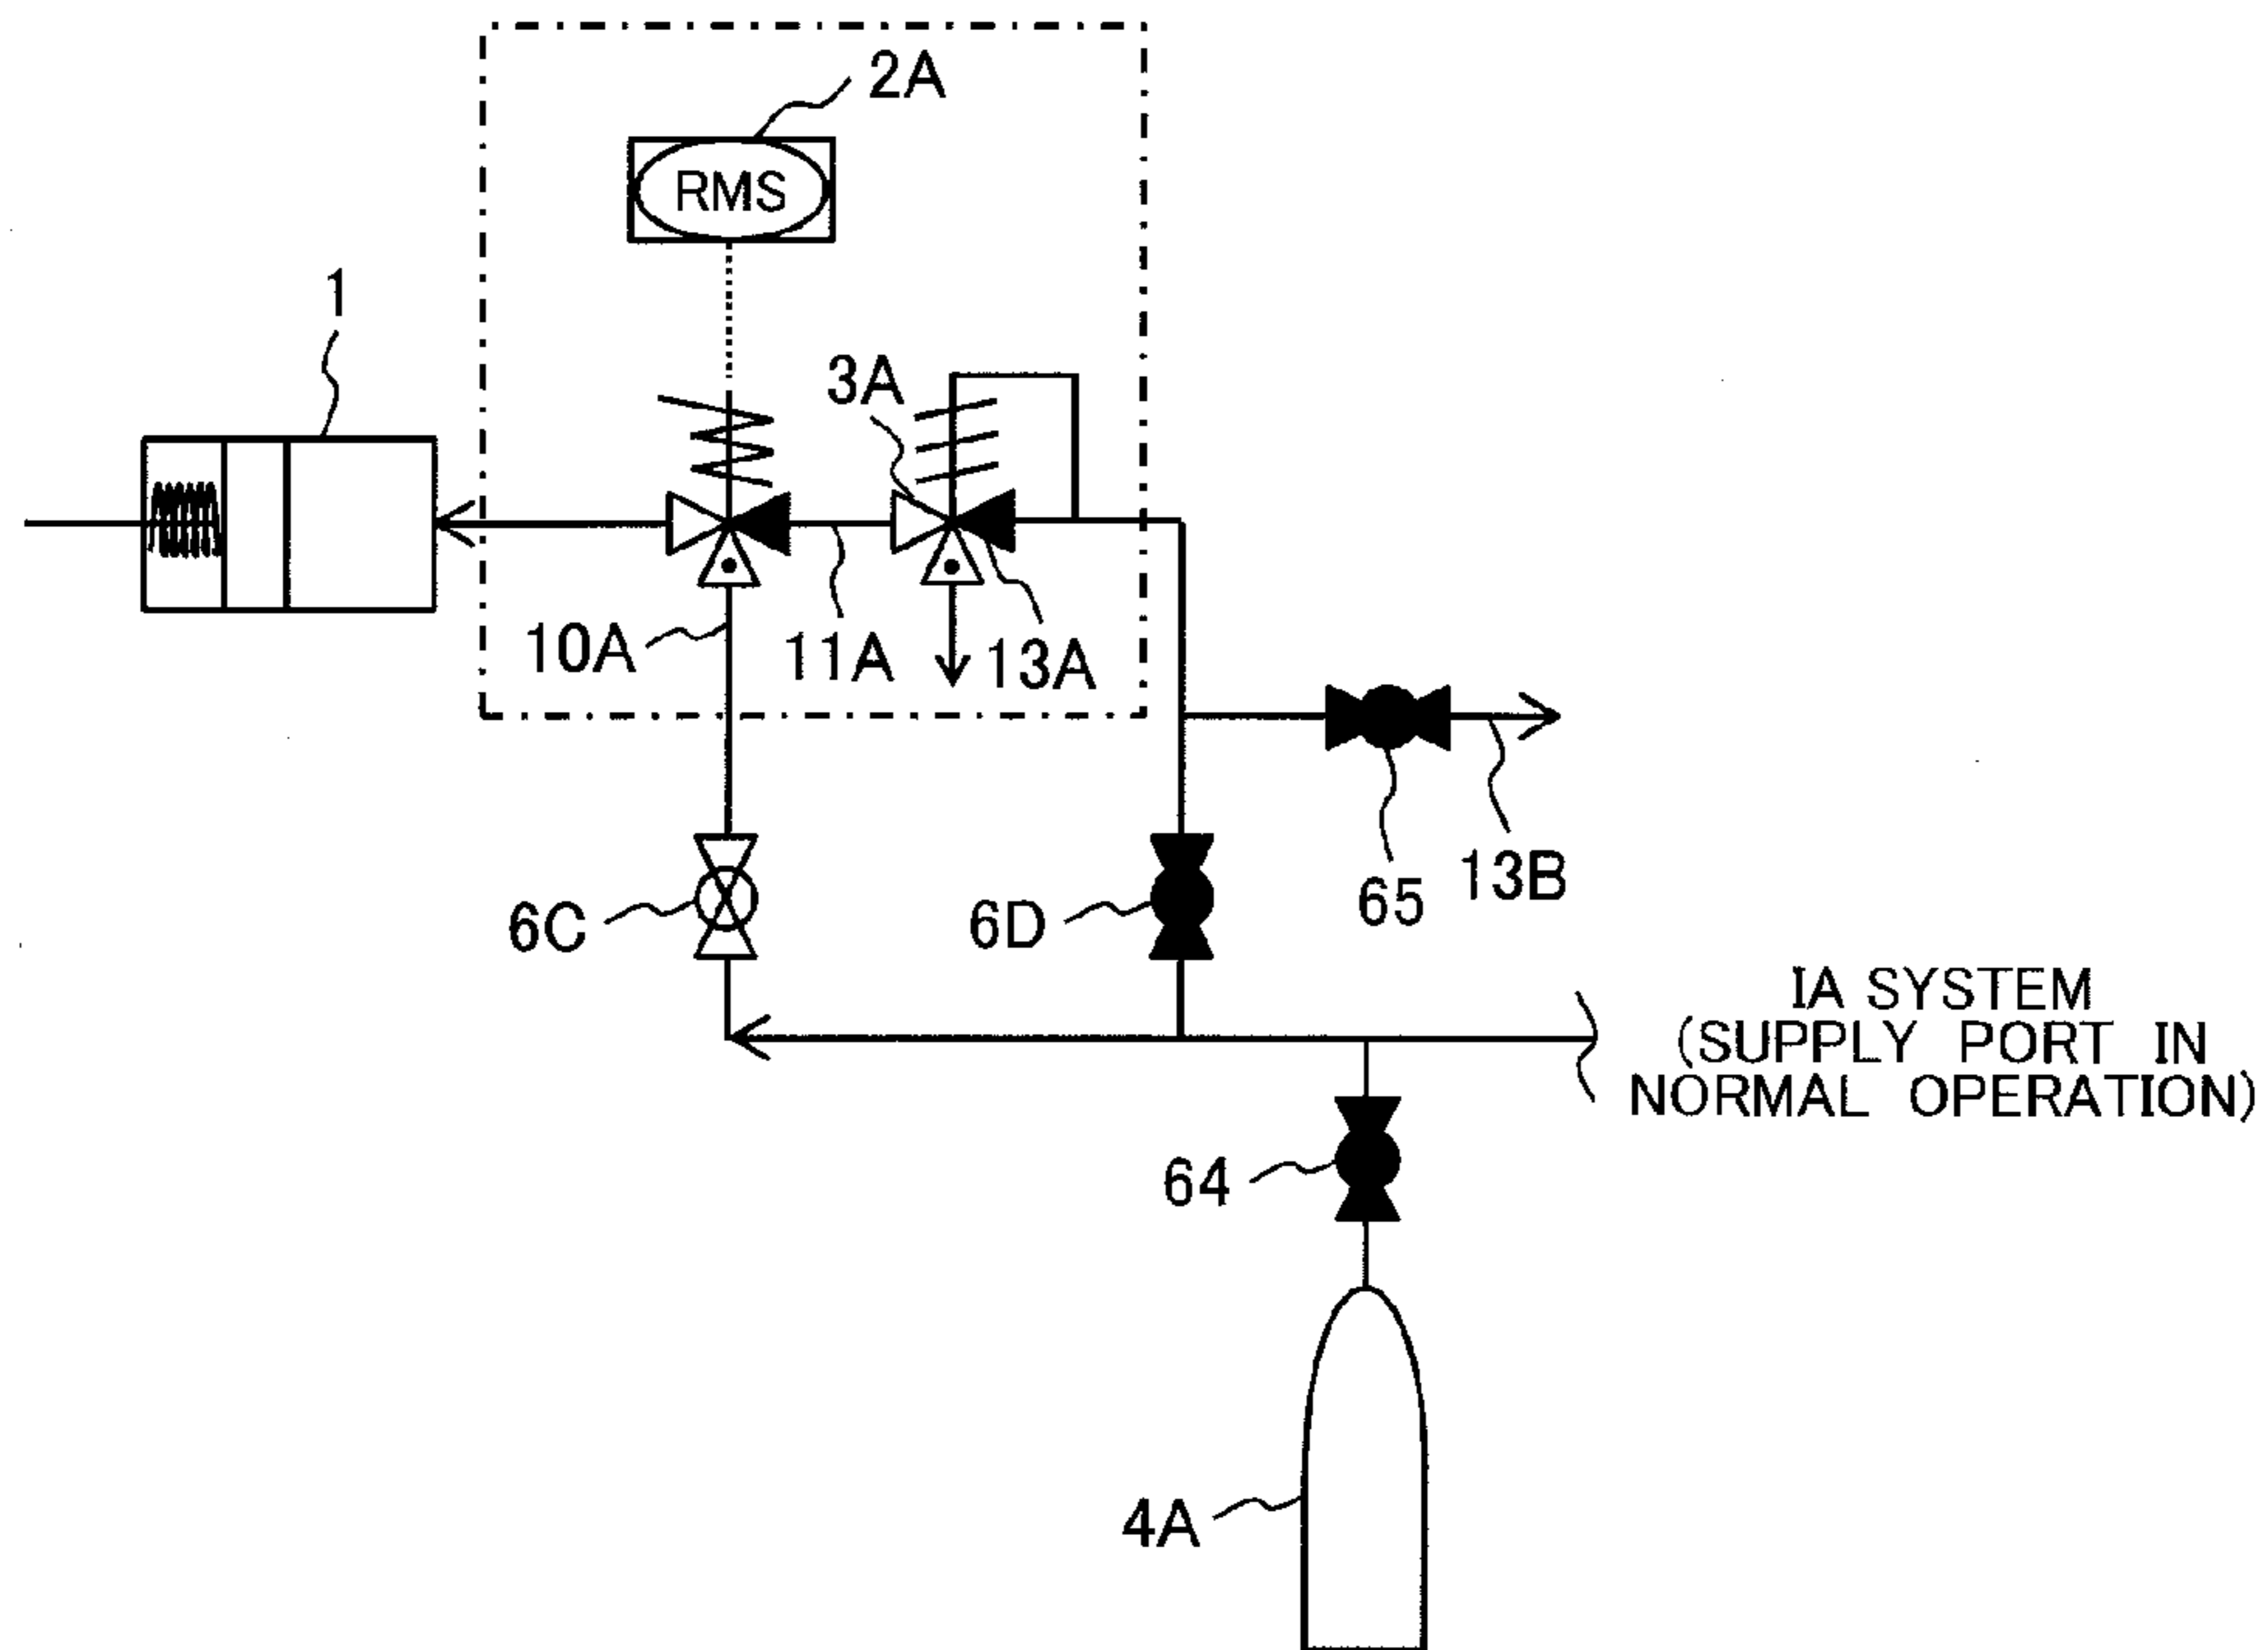 2A
RMS
1
3A
10A
11A
13A
65
13B
6C
6D
IA SYSTEM
(SUPPLY PORT IN
NORMAL OPERATION)
64
4A